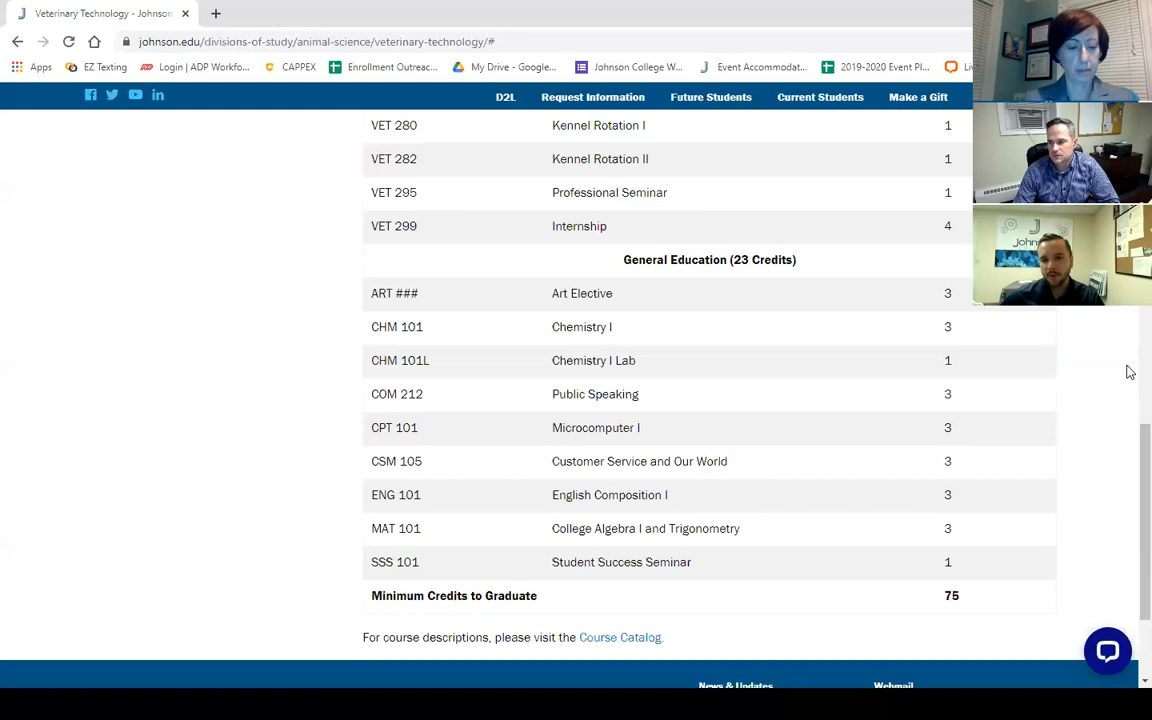 Veterinary Technology - Johnson
johnson.edu/divisions-of-study/animal-science/veterinary-technology/#
Apps EZ Texting Login | ADP Workfo... CAPPEX Enrollment Outreac... My Drive - Google... Johnson College W... Event Accommodat... 2019-2020 Event Pl...
D2L Request Information Future Students Current Students Make a Gift
VET 280 Kennel Rotation I 1
VET 282 Kennel Rotation II 1
VET 295 Professional Seminar 1
VET 299 Internship 4
General Education (23 Credits)
ART ### Art Elective 3
CHM 101 Chemistry I 3
CHM 101L Chemistry I Lab 1
COM 212 Public Speaking 3
CPT 101 Microcomputer I 3
CSM 105 Customer Service and Our World 3
ENG 101 English Composition I 3
MAT 101 College Algebra I and Trigonometry 3
SSS 101 Student Success Seminar 1
Minimum Credits to Graduate 75
For course descriptions, please visit the Course Catalog.
News & Updates Webmail